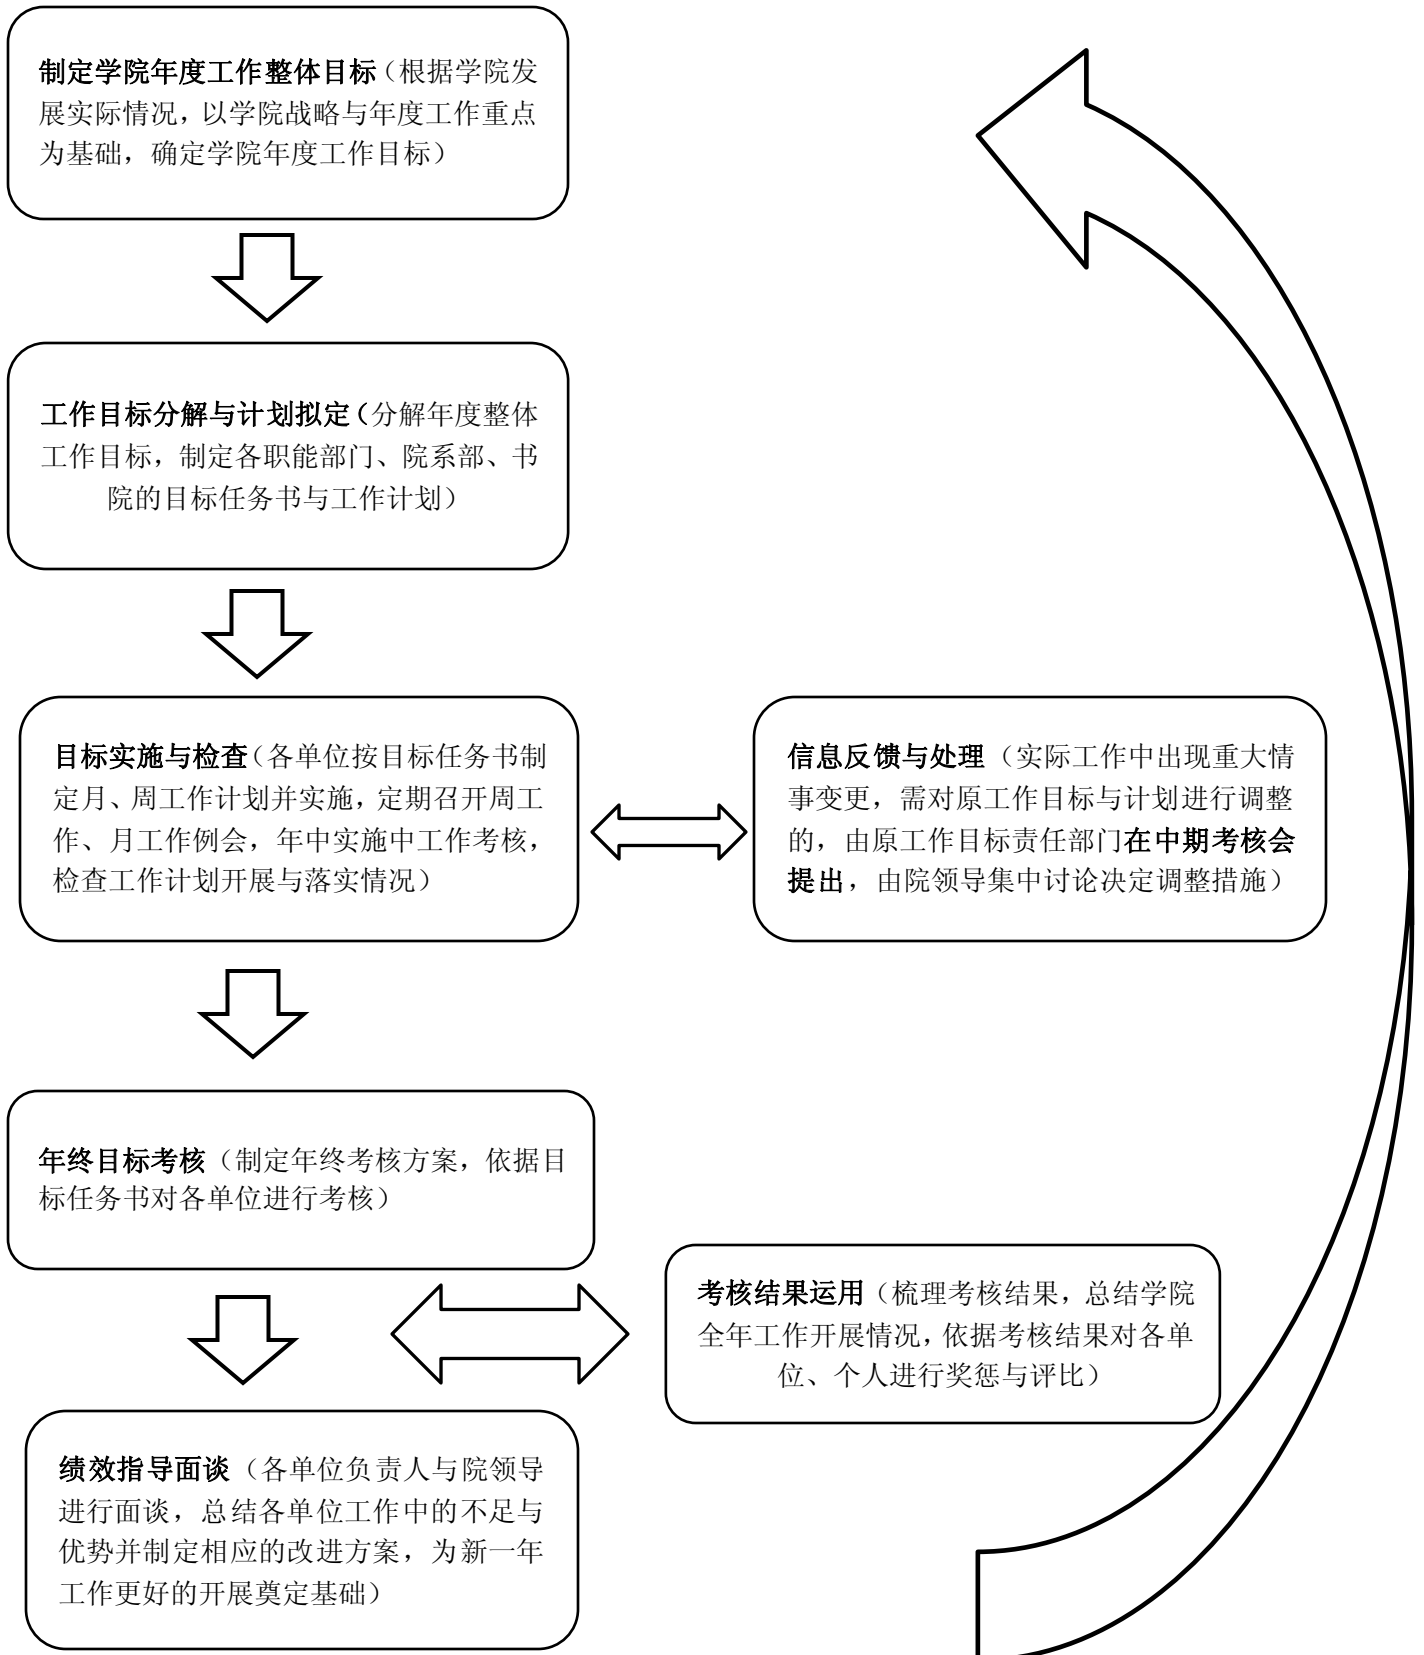 制定学院年度工作整体目标（根据学院发
展实际情况，以学院战略与年度工作重点
为基础，确定学院年度工作目标）
工作目标分解与计划拟定（分解年度整体
工作目标，制定各职能部门、院系部、书
院的目标任务书与工作计划）
目标实施与检查（各单位按目标任务书制
定月、周工作计划并实施，定期召开周工
作、月工作例会，年中实施中工作考核，
检查工作计划开展与落实情况）
信息反馈与处理（实际工作中出现重大情
事变更，需对原工作目标与计划进行调整
的，由原工作目标责任部门在中期考核会
提出，由院领导集中讨论决定调整措施）
年终目标考核（制定年终考核方案，依据目
标任务书对各单位进行考核）
考核结果运用（梳理考核结果，总结学院
全年工作开展情况，依据考核结果对各单
位、个人进行奖惩与评比）
绩效指导面谈（各单位负责人与院领导
进行面谈，总结各单位工作中的不足与
优势并制定相应的改进方案，为新一年
工作更好的开展奠定基础）